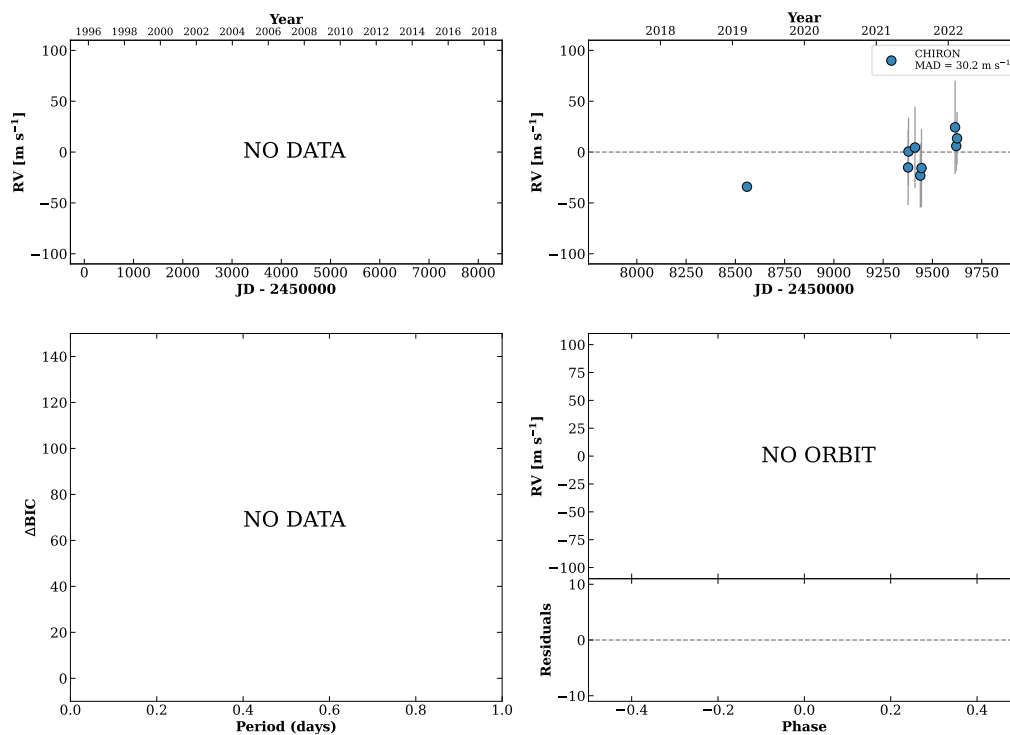 Year
1996 1998 2000 2002 2004 2006 2008 2010 2012 2014 2016 2018
100
50
0
−50
−100
RV [m s⁻¹]
NO DATA
0 1000 2000 3000 4000 5000 6000 7000 8000
JD - 2450000
Year
2018 2019 2020 2021 2022
CHIRON
MAD = 30.2 m s⁻¹
100
50
0
−50
−100
RV [m s⁻¹]
8000 8250 8500 8750 9000 9250 9500 9750
JD - 2450000
140
120
100
80
60
40
20
0
ΔBIC
NO DATA
0.0 0.2 0.4 0.6 0.8 1.0
Period (days)
100
75
50
25
0
−25
−50
−75
−100
RV [m s⁻¹]
NO ORBIT
10
0
−10
Residuals
−0.4 −0.2 0.0 0.2 0.4
Phase